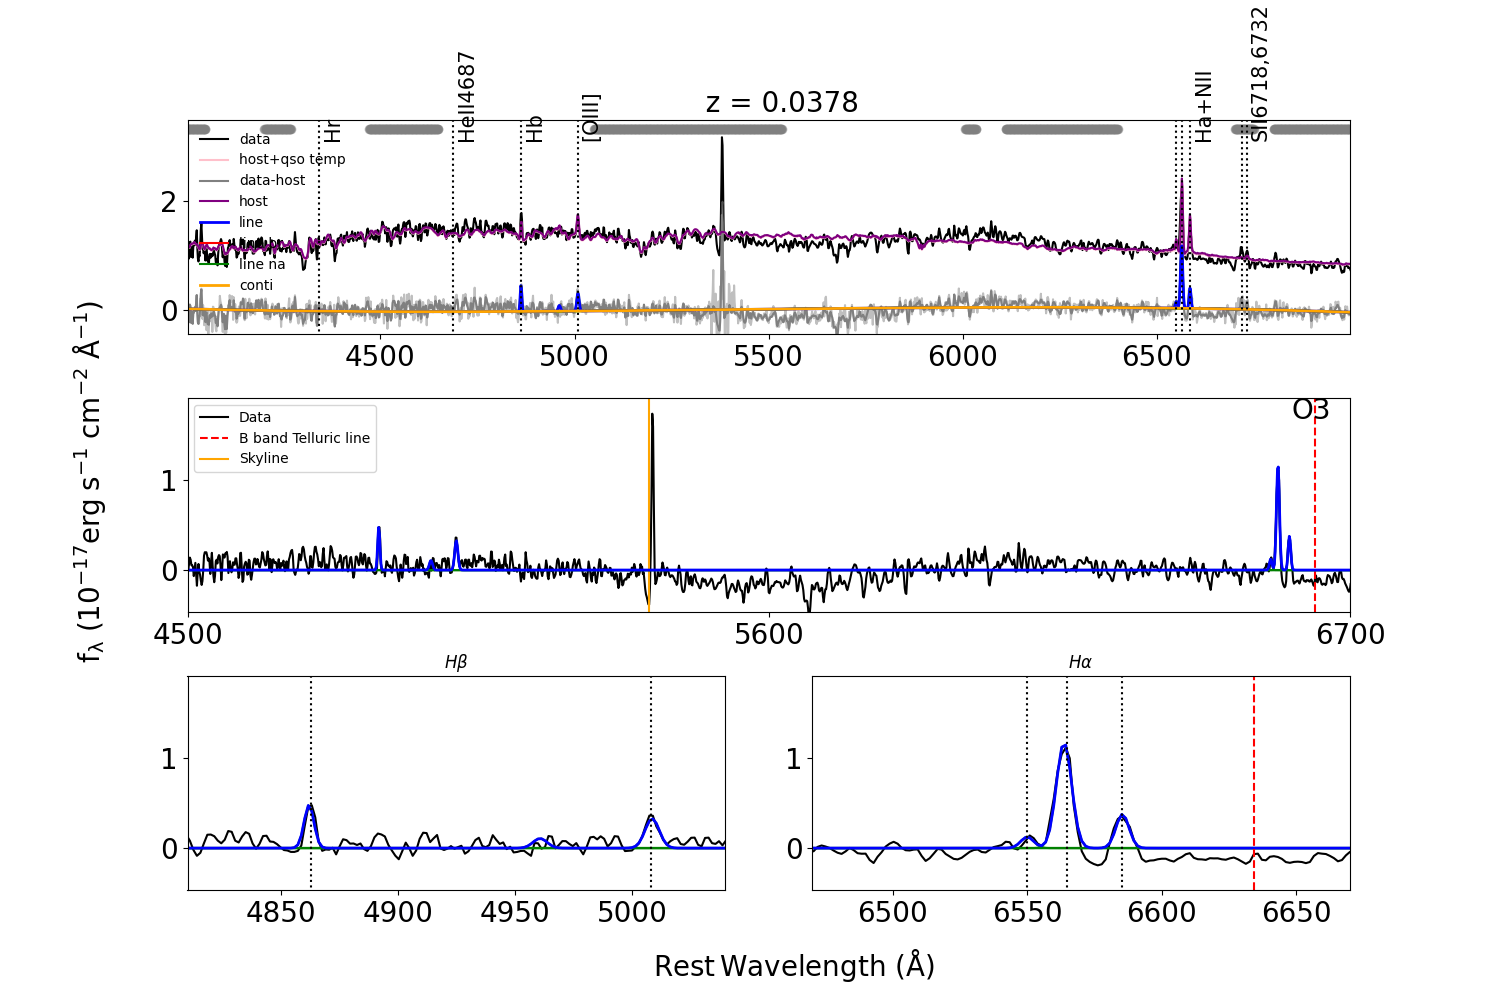 Hr
HeII4687
Hb
[OIII]
Ha+NII
SII6718,6732
z = 0.0378
data
host+qso temp
data-host
host
line
line na
conti
2
0
4500
5000
5500
6000
6500
f_λ (10⁻¹⁷erg s⁻¹ cm⁻² Å⁻¹)
Data
B band Telluric line
Skyline
O3
1
0
4500
5600
6700
Hβ
1
0
4850
4900
4950
5000
Hα
1
0
6500
6550
6600
6650
Rest Wavelength (Å)